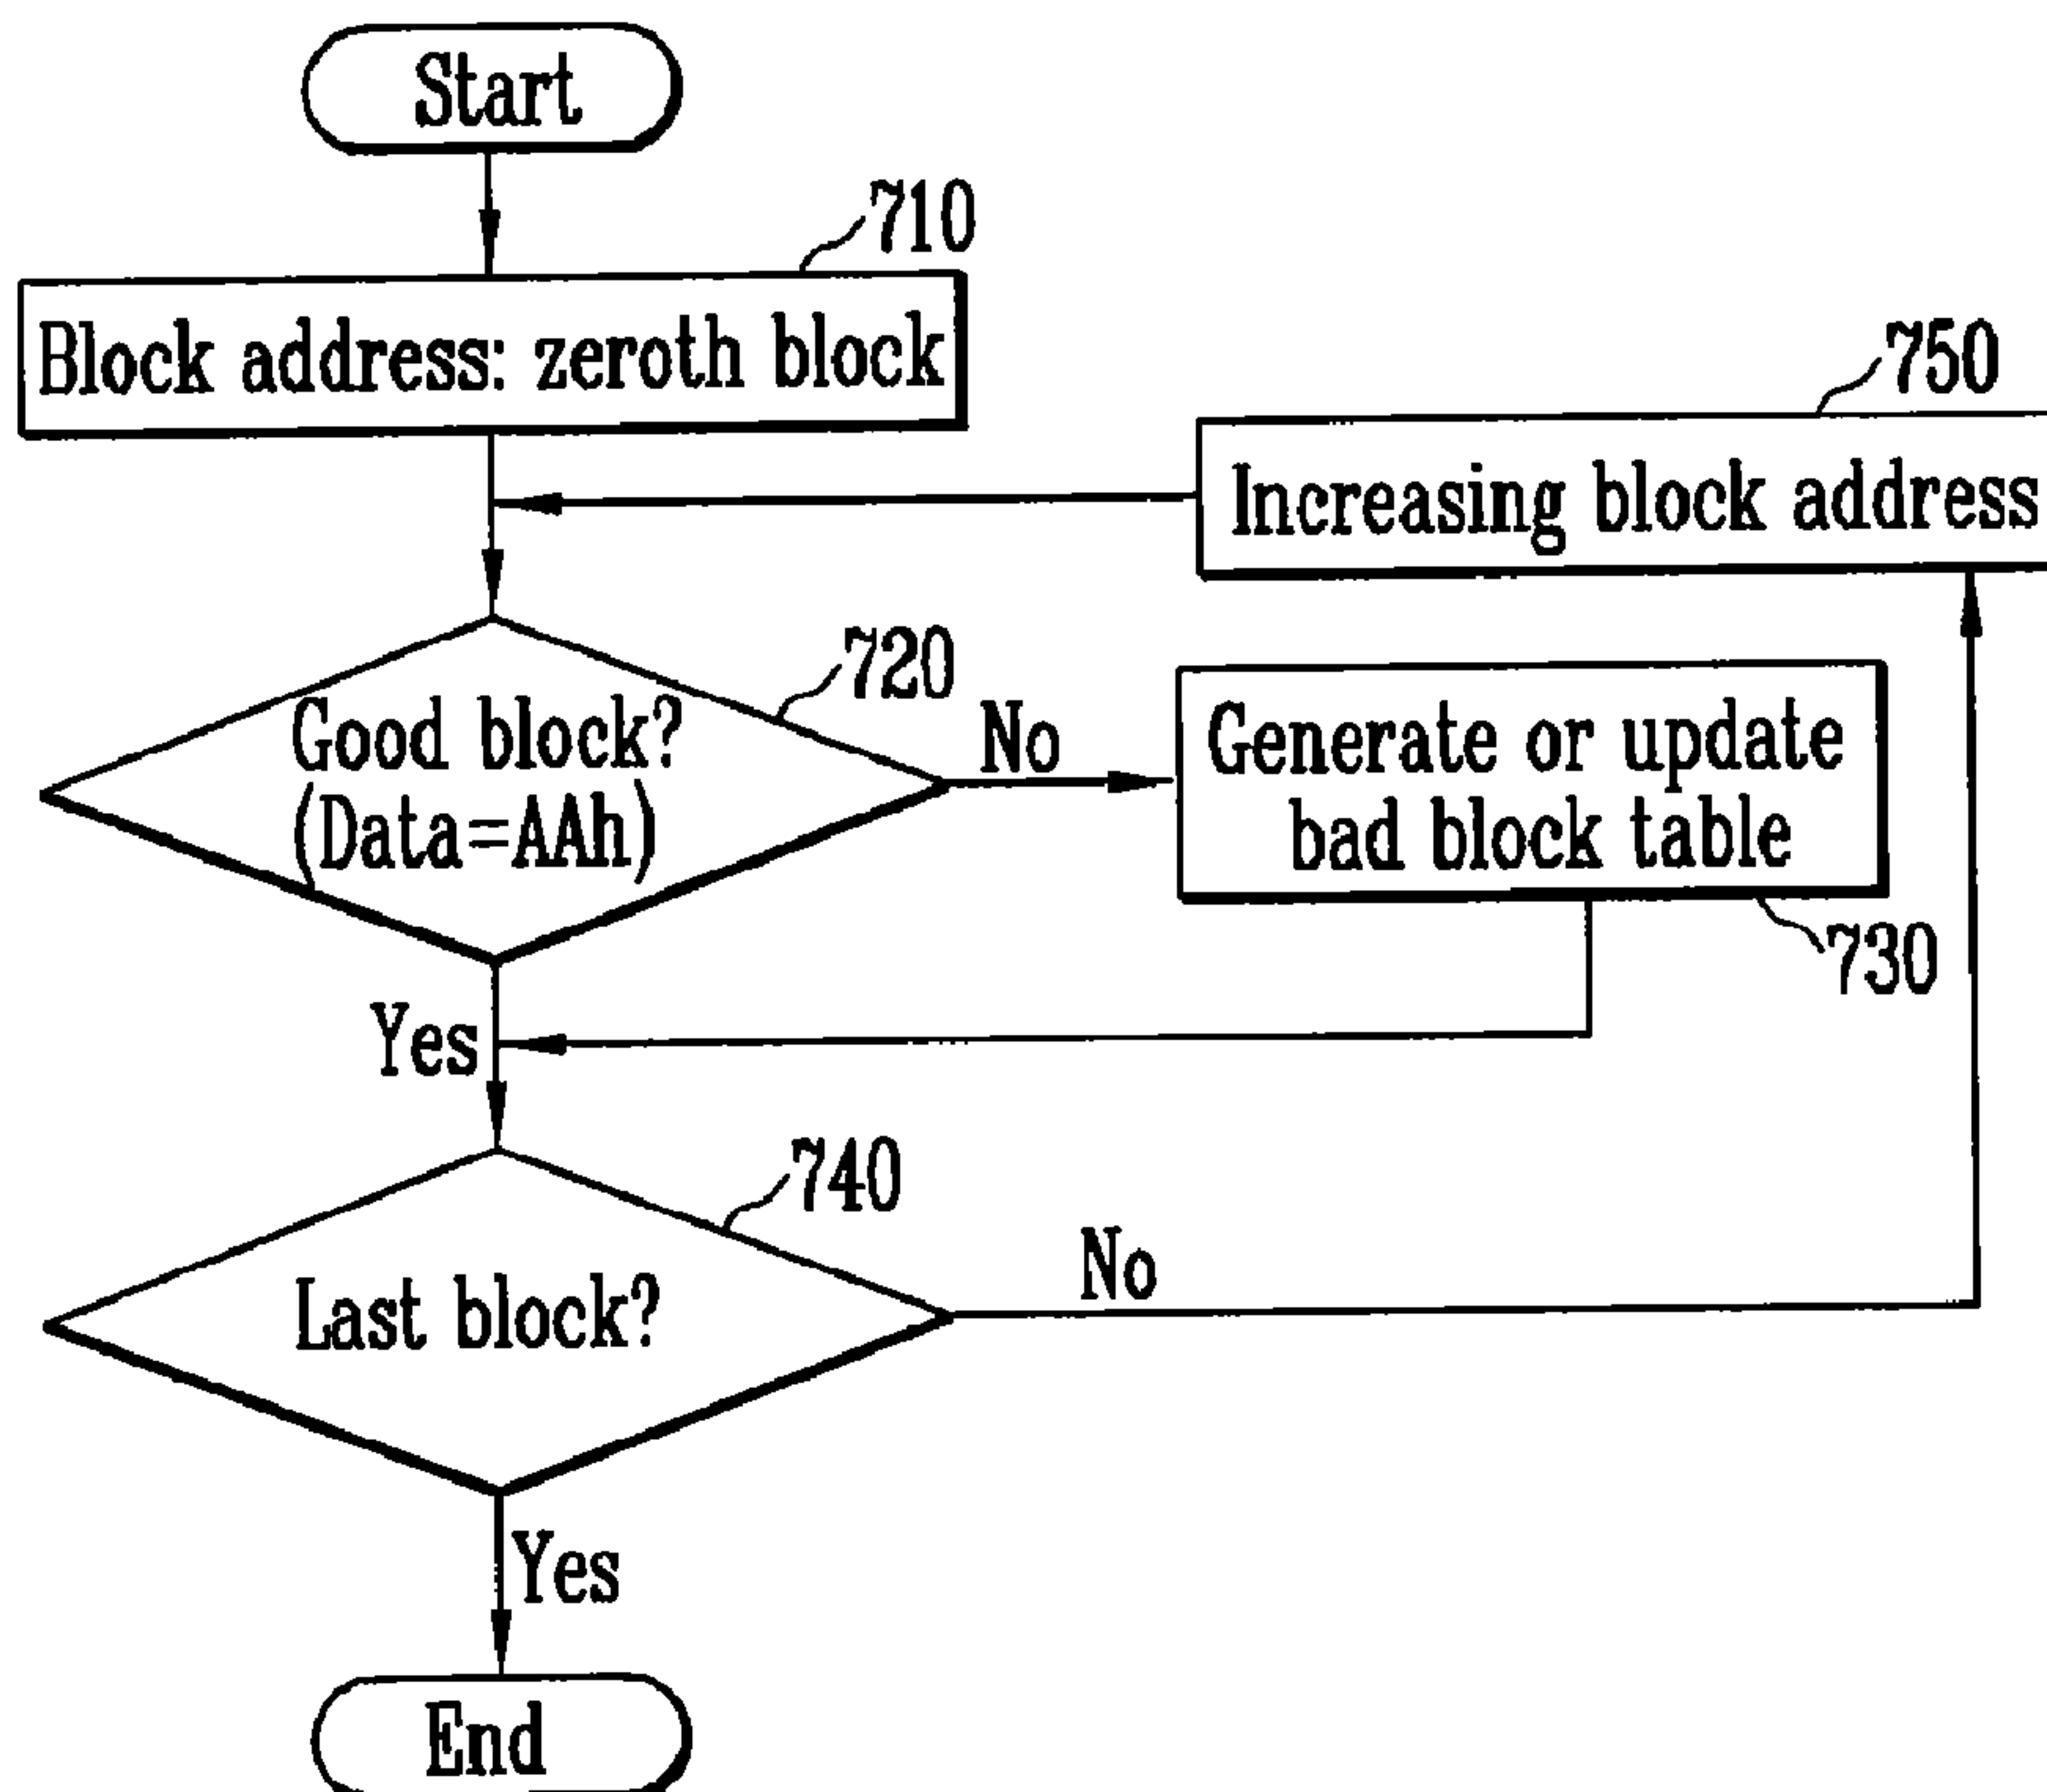 Start
710
Block address: zeroth block
750
Increasing block address
720
Good block?
(Data=AAh)
No
Generate or update
bad block table
730
Yes
740
Last block?
No
Yes
End